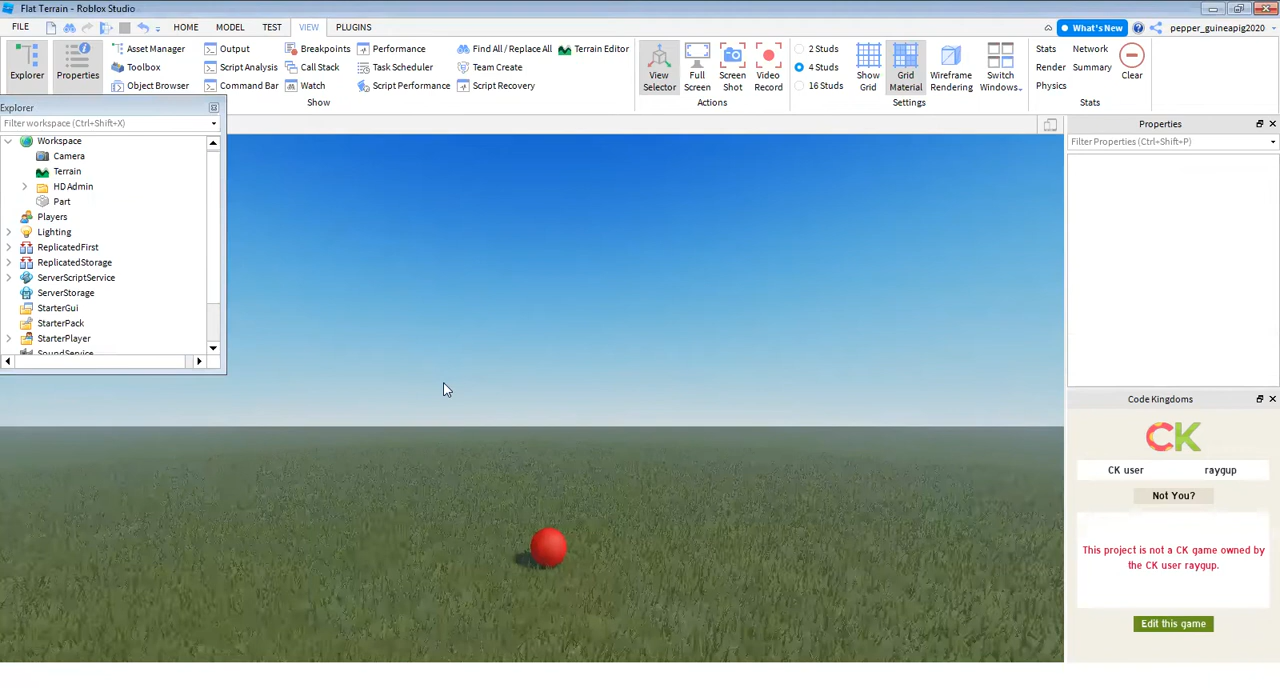 Flat Terrain - Roblox Studio
FILE HOME MODEL TEST VIEW PLUGINS What's New pepper_guineapig2020
Explorer Properties Asset Manager Output Breakpoints Performance Find All / Replace All Terrain Editor View Selector Full Screen Screen Shot Video Record 2 Studs Show Grid Grid Material Wireframe Rendering Switch Windows.. Stats Network Clear
Toolbox Script Analysis Call Stack Task Scheduler Team Create 4 Studs Render Summary
Object Browser Command Bar Watch Script Performance Script Recovery 16 Studs Physics
Show Actions Settings Stats
Explorer
Filter workspace (Ctrl+Shift+X)
Workspace
Camera
Terrain
HD Admin
Part
Players
Lighting
ReplicatedFirst
ReplicatedStorage
ServerScriptService
ServerStorage
StarterGui
StarterPack
StarterPlayer
SoundService
Properties
Filter Properties (Ctrl+Shift+P)
Code Kingdoms
CK
CK user raygup
Not You?
This project is not a CK game owned by
the CK user raygup.
Edit this game